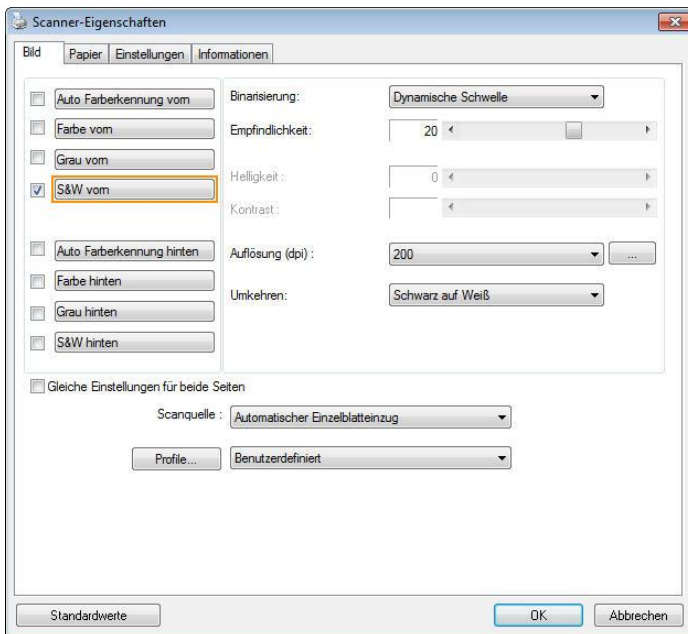 Scanner-Eigenschaften
Bild Papier Einstellungen Informationen
Auto Farberkennung vorn
Farbe vorn
Grau vorn
S&W vorn
Auto Farberkennung hinten
Farbe hinten
Grau hinten
S&W hinten
Binarisierung: Dynamische Schwelle
Empfindlichkeit: 20
Helligkeit : 0
Kontrast :
Auflösung (dpi) : 200 ...
Umkehren: Schwarz auf Weiß
Gleiche Einstellungen für beide Seiten
Scanquelle : Automatischer Einzelblatteinzug
Profile... Benutzerdefiniert
Standardwerte OK Abbrechen